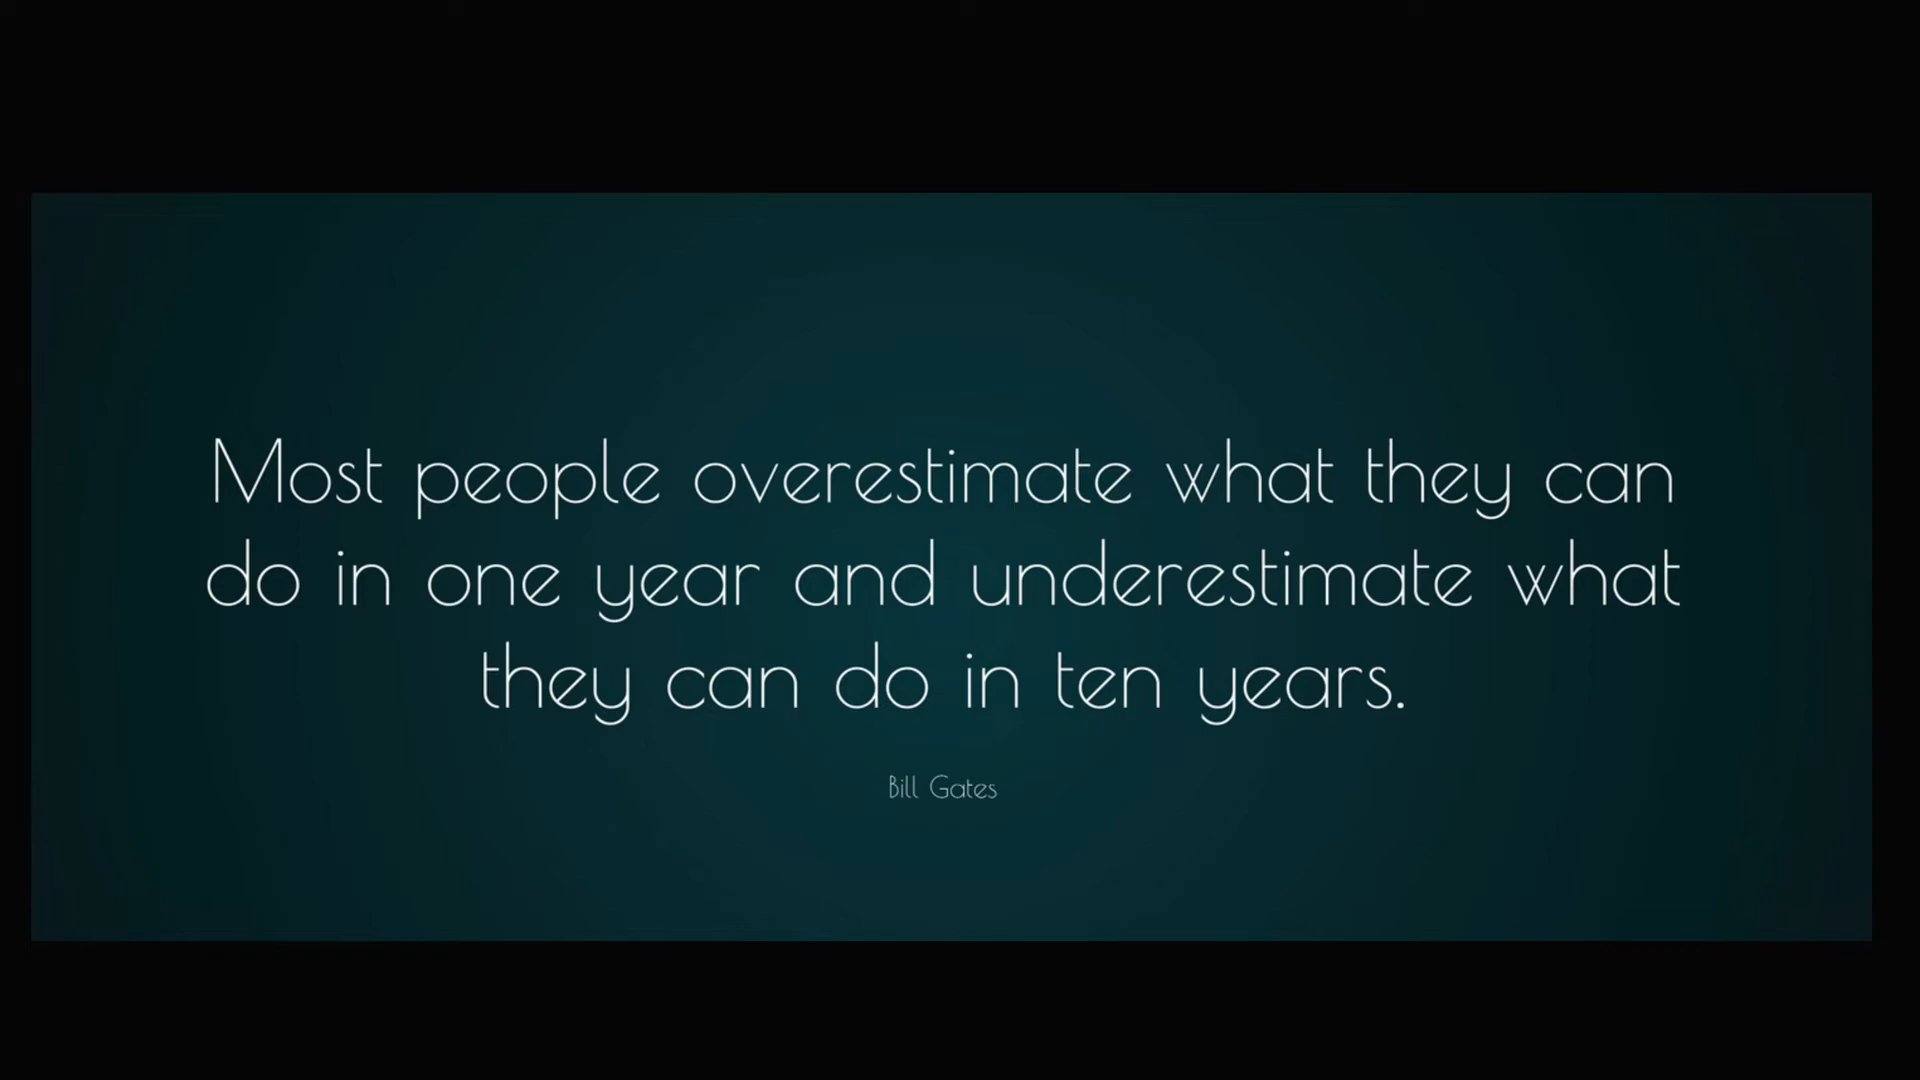 Most people overestimate what they can
do in one year and underestimate what
they can do in ten years.
Bill Gates